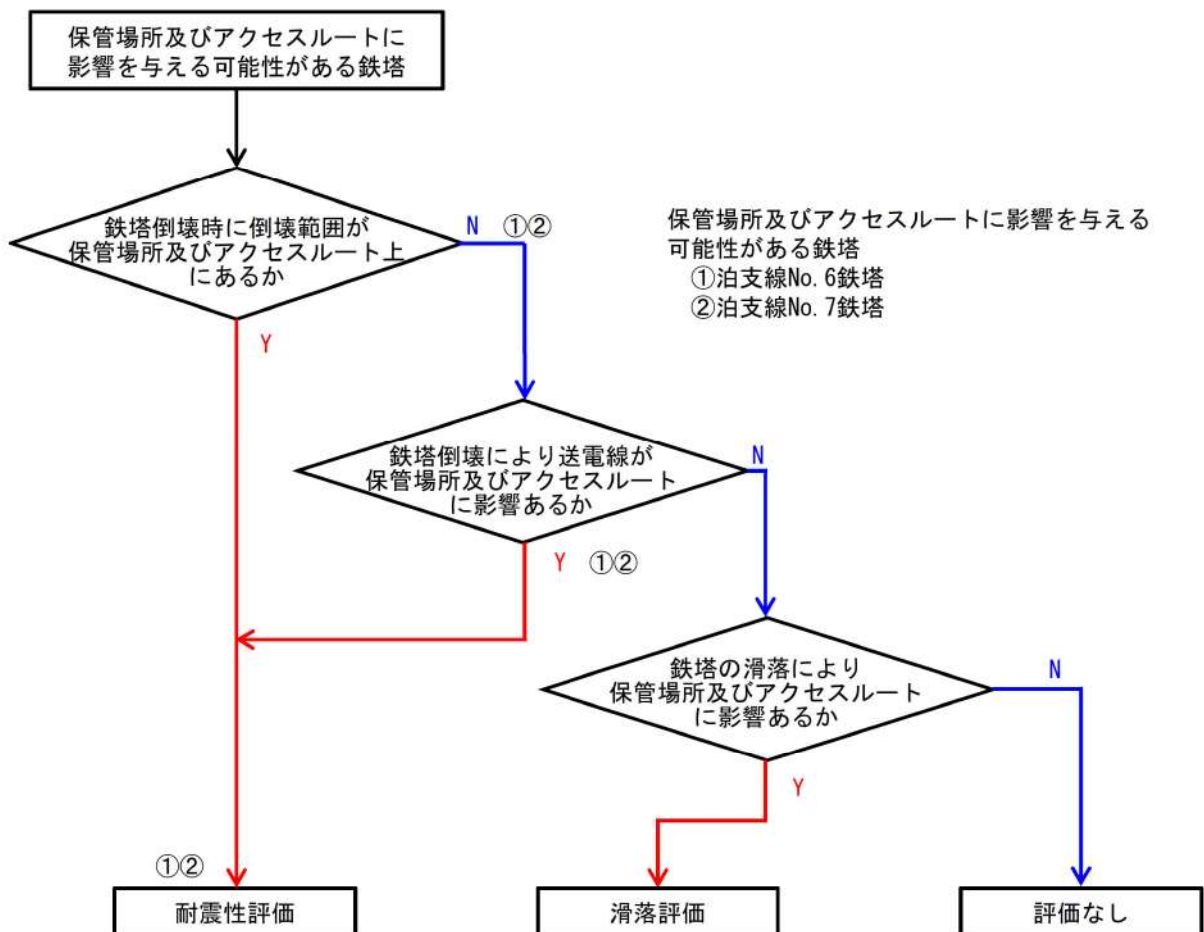 保管場所及びアクセスルートに
影響を与える可能性がある鉄塔
鉄塔倒壊時に倒壊範囲が
保管場所及びアクセスルート上
にあるか
N ①②
Y
保管場所及びアクセスルートに影響を与える
可能性がある鉄塔
①泊支線No.6鉄塔
②泊支線No.7鉄塔
鉄塔倒壊により送電線が
保管場所及びアクセスルート
に影響あるか
N
Y ①②
鉄塔の滑落により
保管場所及びアクセスルート
に影響あるか
N
Y
①②
耐震性評価
滑落評価
評価なし